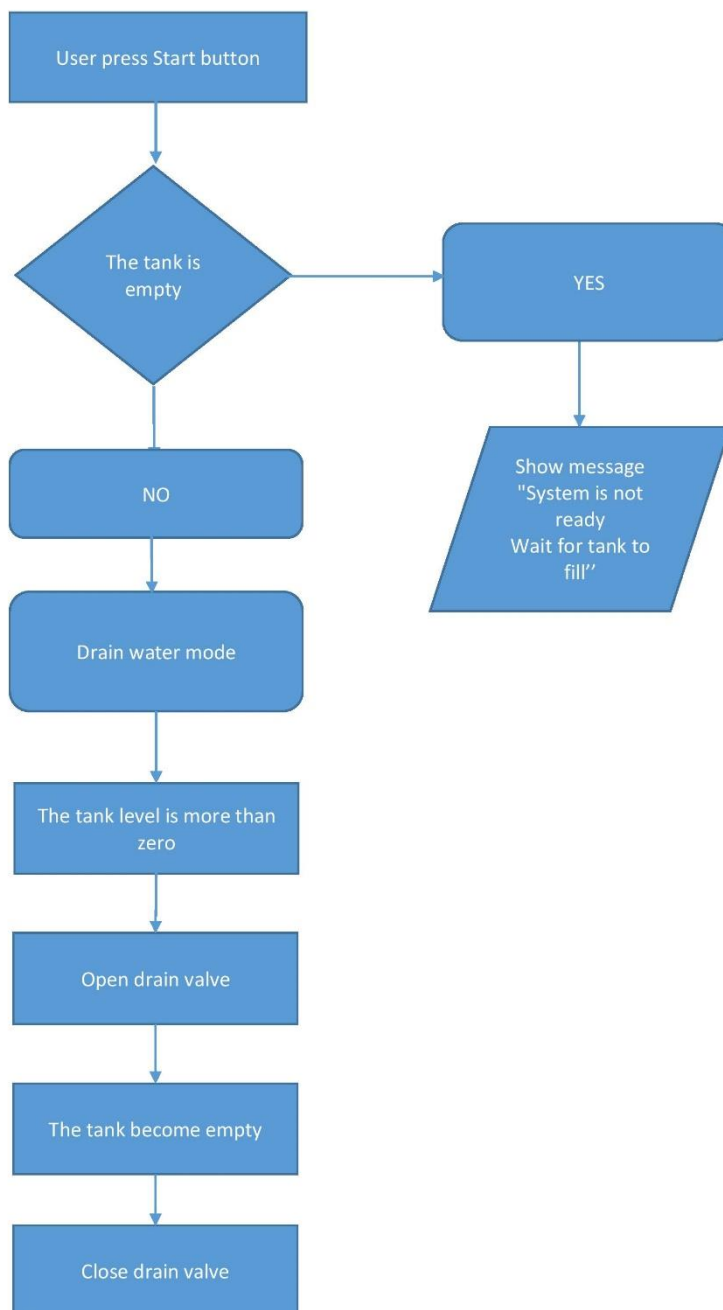 User press Start button
The tank is
empty
YES
NO
Show message
"System is not
ready
Wait for tank to
fill’’
Drain water mode
The tank level is more than
zero
Open drain valve
The tank become empty
Close drain valve